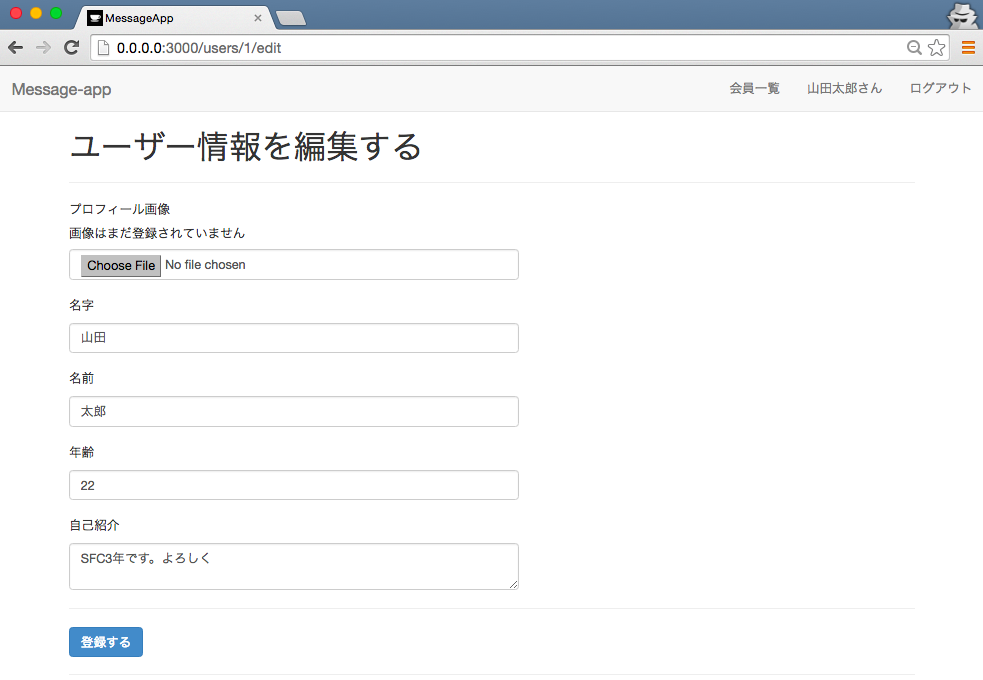 MessageApp
0.0.0.0:3000/users/1/edit
Message-app 会員一覧 山田太郎さん ログアウト
ユーザー情報を編集する
プロフィール画像
画像はまだ登録されていません
Choose File No file chosen
名字
山田
名前
太郎
年齢
22
自己紹介
SFC3年です。よろしく
登録する